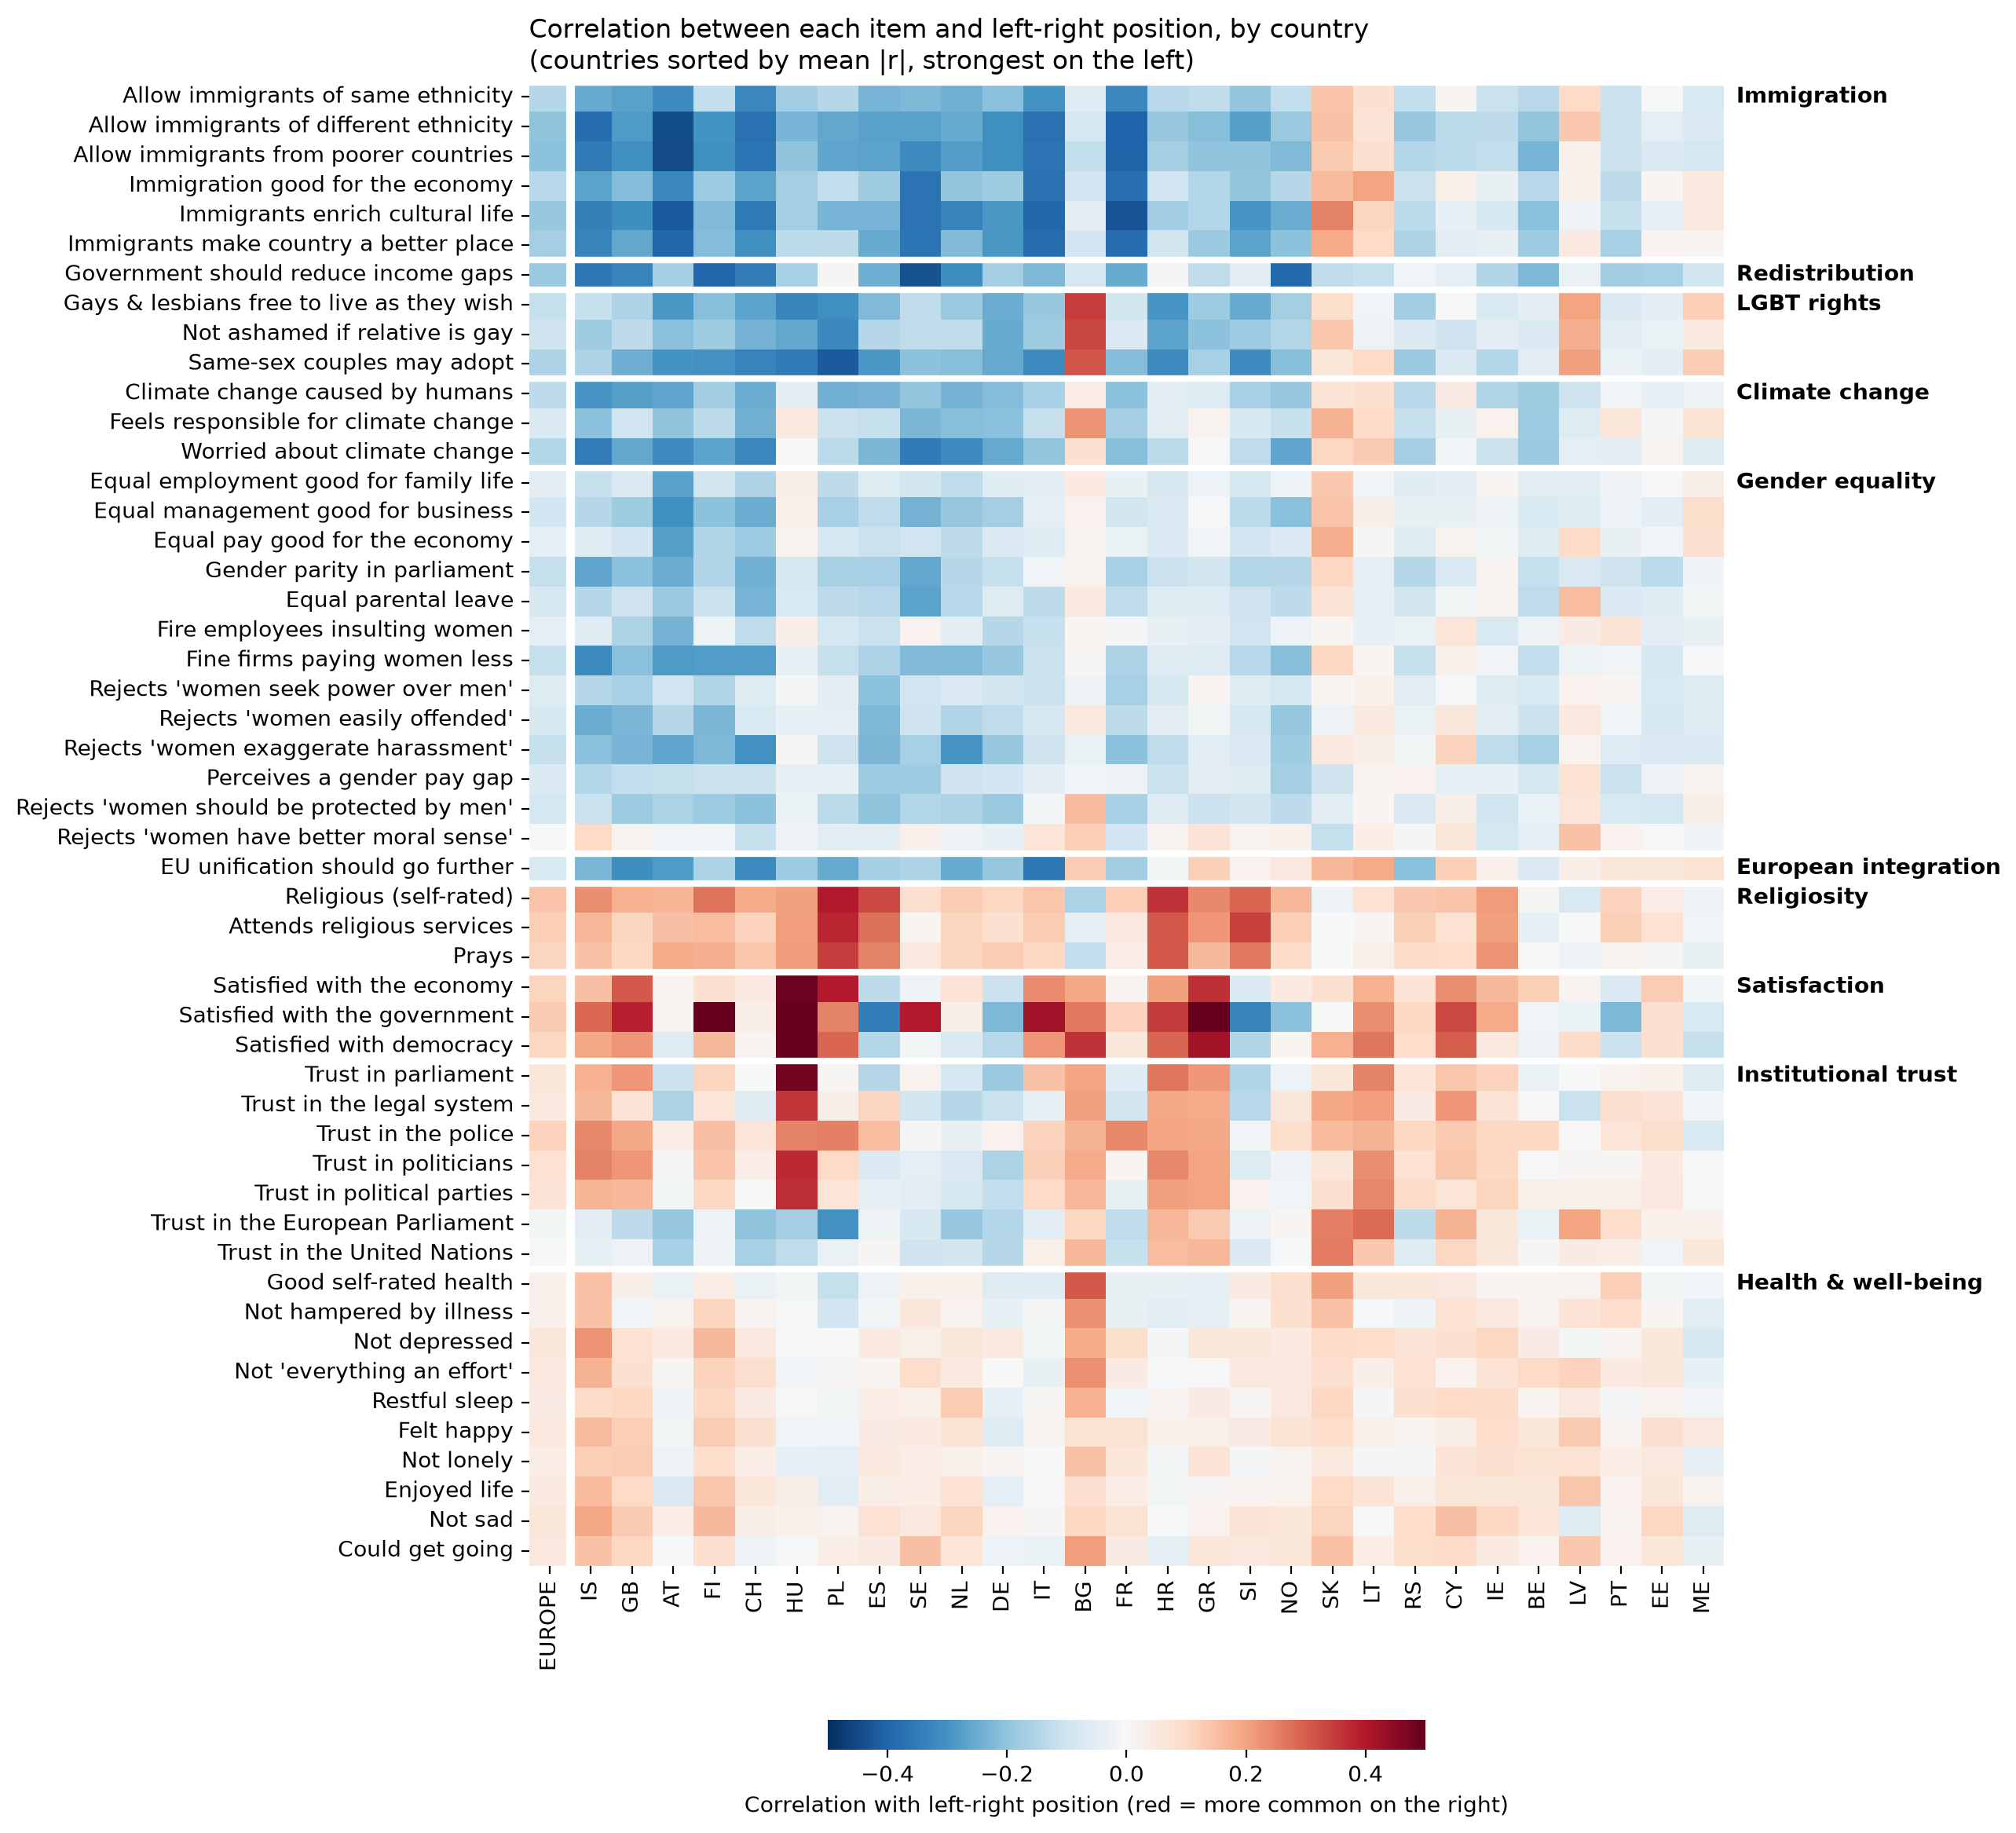 Correlation between each item and left-right position, by country
(countries sorted by mean |r|, strongest on the left)
Allow immigrants of same ethnicity
Immigration
Allow immigrants of different ethnicity
Allow immigrants from poorer countries
Immigration good for the economy
Immigrants enrich cultural life
Immigrants make country a better place
Government should reduce income gaps
Redistribution
Gays & lesbians free to live as they wish
LGBT rights
Not ashamed if relative is gay
Same-sex couples may adopt
Climate change caused by humans
Climate change
Feels responsible for climate change
Worried about climate change
Equal employment good for family life
Gender equality
Equal management good for business
Equal pay good for the economy
Gender parity in parliament
Equal parental leave
Fire employees insulting women
Fine firms paying women less
Rejects 'women seek power over men'
Rejects 'women easily offended'
Rejects 'women exaggerate harassment'
Perceives a gender pay gap
Rejects 'women should be protected by men'
Rejects 'women have better moral sense'
EU unification should go further
European integration
Religious (self-rated)
Religiosity
Attends religious services
Prays
Satisfied with the economy
Satisfaction
Satisfied with the government
Satisfied with democracy
Trust in parliament
Institutional trust
Trust in the legal system
Trust in the police
Trust in politicians
Trust in political parties
Trust in the European Parliament
Trust in the United Nations
Good self-rated health
Health & well-being
Not hampered by illness
Not depressed
Not 'everything an effort'
Restful sleep
Felt happy
Not lonely
Enjoyed life
Not sad
Could get going
EUROPE IS GB AT FI CH HU PL ES SE NL DE IT BG FR HR GR SI NO SK LT RS CY IE BE LV PT EE ME
−0.4 −0.2 0.0 0.2 0.4
Correlation with left-right position (red = more common on the right)